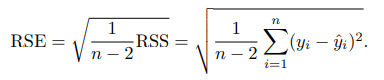 RSE = √(1/(n − 2) RSS) = √(1/(n − 2) ∑_{i=1}^{n} (y_i − ŷ_i)²).